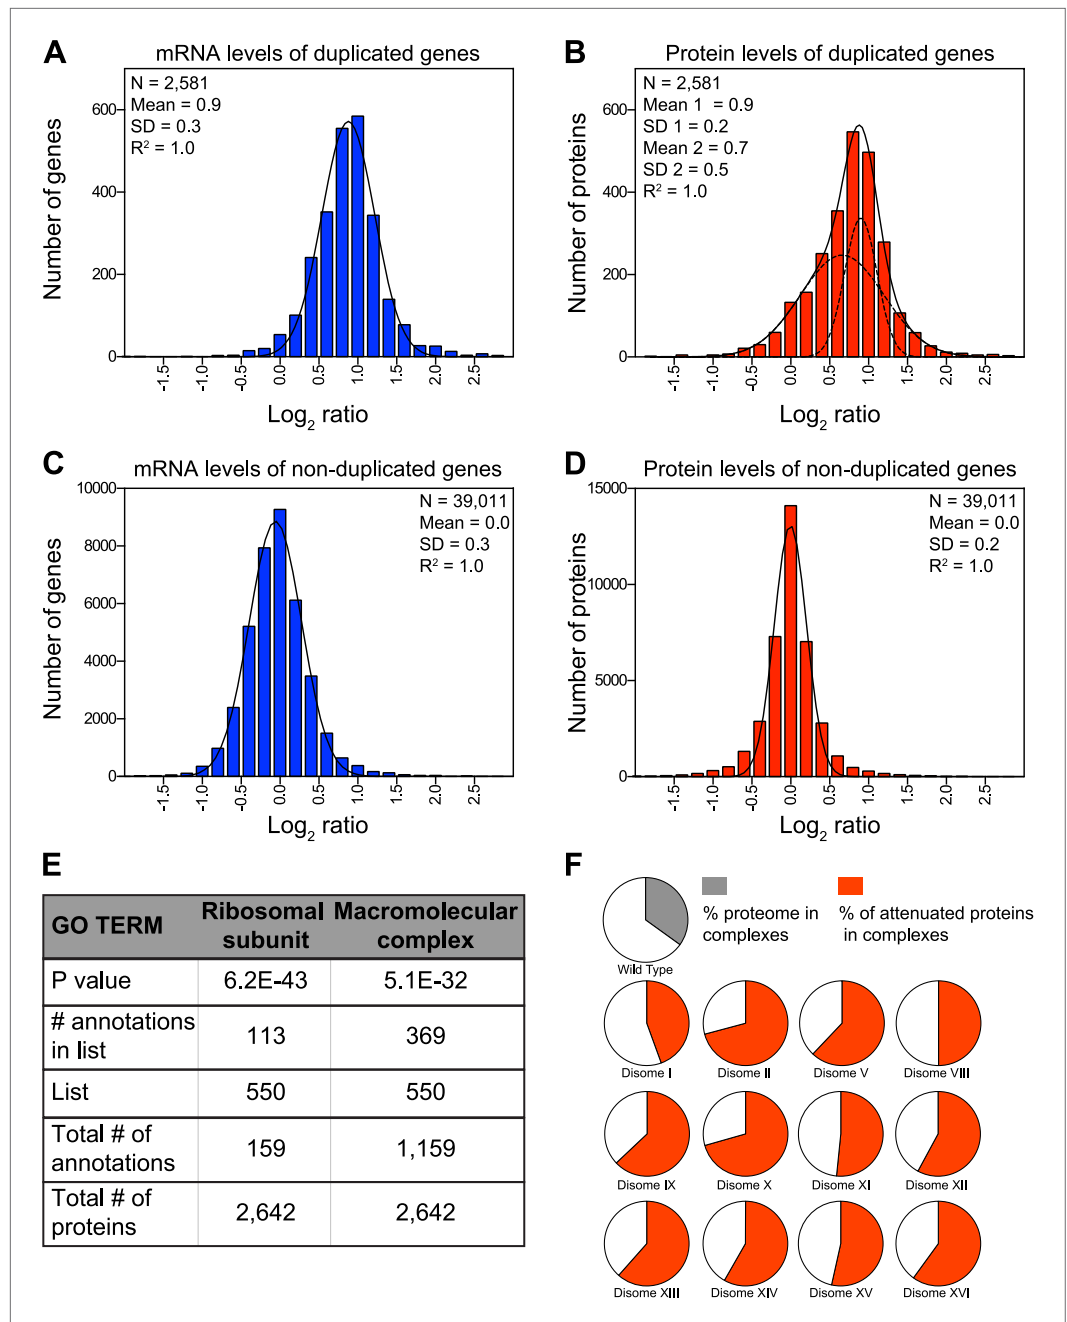 A
mRNA levels of duplicated genes
N = 2,581
Mean = 0.9
SD = 0.3
R² = 1.0
Number of genes
600
400
200
0
-1.5
-1.0
-0.5
0.0
0.5
1.0
1.5
2.0
2.5
Log₂ ratio
B
Protein levels of duplicated genes
N = 2,581
Mean 1 = 0.9
SD 1 = 0.2
Mean 2 = 0.7
SD 2 = 0.5
R² = 1.0
Number of proteins
600
400
200
0
-1.5
-1.0
-0.5
0.0
0.5
1.0
1.5
2.0
2.5
Log₂ ratio
C
mRNA levels of non-duplicated genes
N = 39,011
Mean = 0.0
SD = 0.3
R² = 1.0
Number of genes
10000
8000
6000
4000
2000
0
-1.5
-1.0
-0.5
0.0
0.5
1.0
1.5
2.0
2.5
Log₂ ratio
D
Protein levels of non-duplicated genes
N = 39,011
Mean = 0.0
SD = 0.2
R² = 1.0
Number of proteins
15000
10000
5000
0
-1.5
-1.0
-0.5
0.0
0.5
1.0
1.5
2.0
2.5
Log₂ ratio
E
GO TERM
Ribosomal
subunit
Macromolecular
complex
P value
6.2E-43
5.1E-32
# annotations
in list
113
369
List
550
550
Total # of
annotations
159
1,159
Total # of
proteins
2,642
2,642
F
% proteome in
complexes
% of attenuated proteins
in complexes
Wild Type
Disome I
Disome II
Disome V
Disome VIII
Disome IX
Disome X
Disome XI
Disome XII
Disome XIII
Disome XIV
Disome XV
Disome XVI